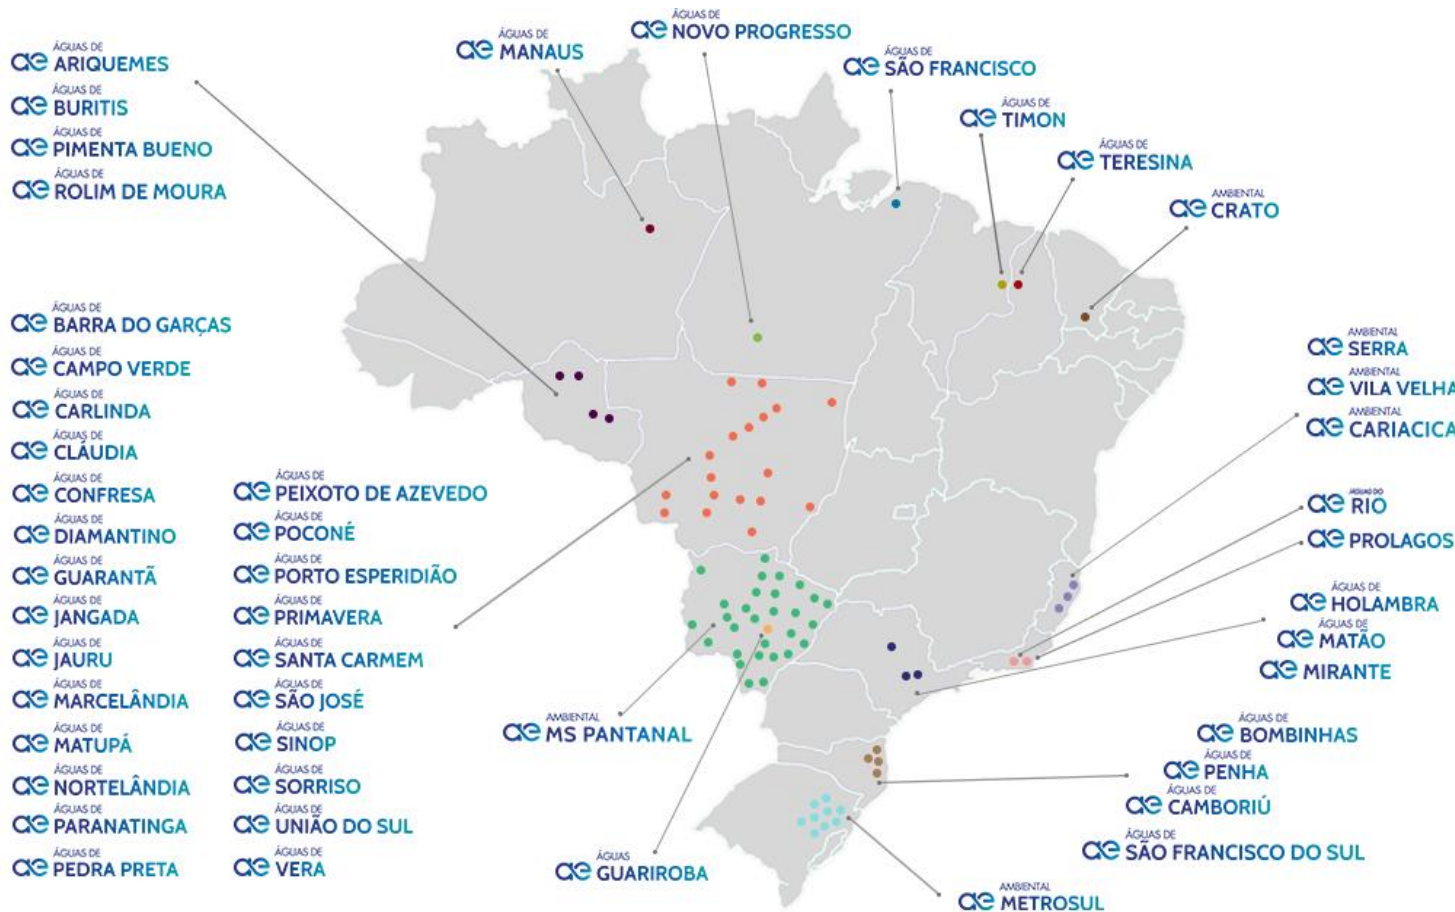 ÁGUAS DE
ae ARIQUEMES
ÁGUAS DE
ae BURITIS
ÁGUAS DE
ae PIMENTA BUENO
ÁGUAS DE
ae ROLIM DE MOURA
ÁGUAS DE
ae MANAUS
ÁGUAS DE
ae NOVO PROGRESSO
ÁGUAS DE
ae SÃO FRANCISCO
ÁGUAS DE
ae TIMON
ÁGUAS DE
ae TERESINA
AMBIENTAL
ae CRATO
ÁGUAS DE
ae BARRA DO GARÇAS
ÁGUAS DE
ae CAMPO VERDE
ÁGUAS DE
ae CARLINDA
ÁGUAS DE
ae CLÁUDIA
ÁGUAS DE
ae CONFRESA
ÁGUAS DE
ae DIAMANTINO
ÁGUAS DE
ae GUARANTÃ
ÁGUAS DE
ae JANGADA
ÁGUAS DE
ae JAURU
ÁGUAS DE
ae MARCELÂNDIA
ÁGUAS DE
ae MATUPÁ
ÁGUAS DE
ae NORTELÂNDIA
ÁGUAS DE
ae PARANATINGA
ÁGUAS DE
ae PEDRA PRETA
ÁGUAS DE
ae PEIXOTO DE AZEVEDO
ÁGUAS DE
ae POCONÉ
ÁGUAS DE
ae PORTO ESPERIDIÃO
ÁGUAS DE
ae PRIMAVERA
ÁGUAS DE
ae SANTA CARMEM
ÁGUAS DE
ae SÃO JOSÉ
ÁGUAS DE
ae SINOP
ÁGUAS DE
ae SORRISO
ÁGUAS DE
ae UNIÃO DO SUL
ÁGUAS DE
ae VERA
AMBIENTAL
ae SERRA
AMBIENTAL
ae VILA VELHA
AMBIENTAL
ae CARIACICA
ÁGUAS DO
ae RIO
ae PROLAGOS
ÁGUAS DE
ae HOLAMBRA
ÁGUAS DE
ae MATÃO
ae MIRANTE
AMBIENTAL
ae MS PANTANAL
ÁGUAS
ae GUARIROBA
ÁGUAS DE
ae BOMBINHAS
ÁGUAS DE
ae PENHA
ÁGUAS DE
ae CAMBORIÚ
ÁGUAS DE
ae SÃO FRANCISCO DO SUL
AMBIENTAL
ae METROSUL